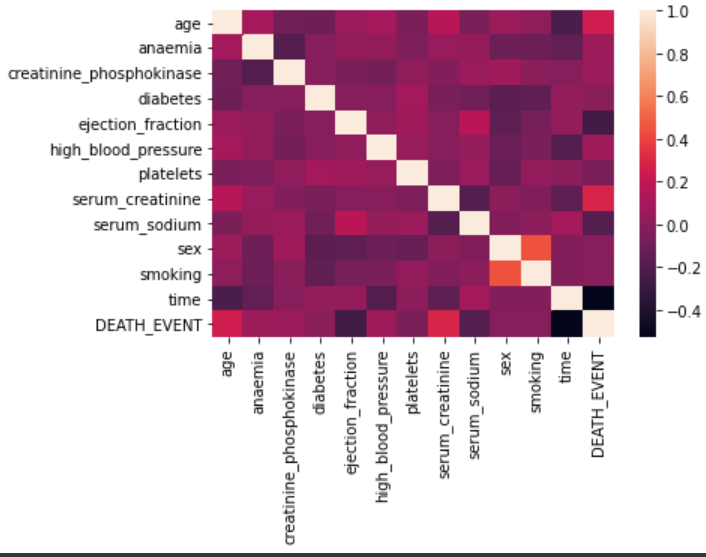 age
anaemia
creatinine_phosphokinase
diabetes
ejection_fraction
high_blood_pressure
platelets
serum_creatinine
serum_sodium
sex
smoking
time
DEATH_EVENT
age
anaemia
creatinine_phosphokinase
diabetes
ejection_fraction
high_blood_pressure
platelets
serum_creatinine
serum_sodium
sex
smoking
time
DEATH_EVENT
1.0
0.8
0.6
0.4
0.2
0.0
−0.2
−0.4